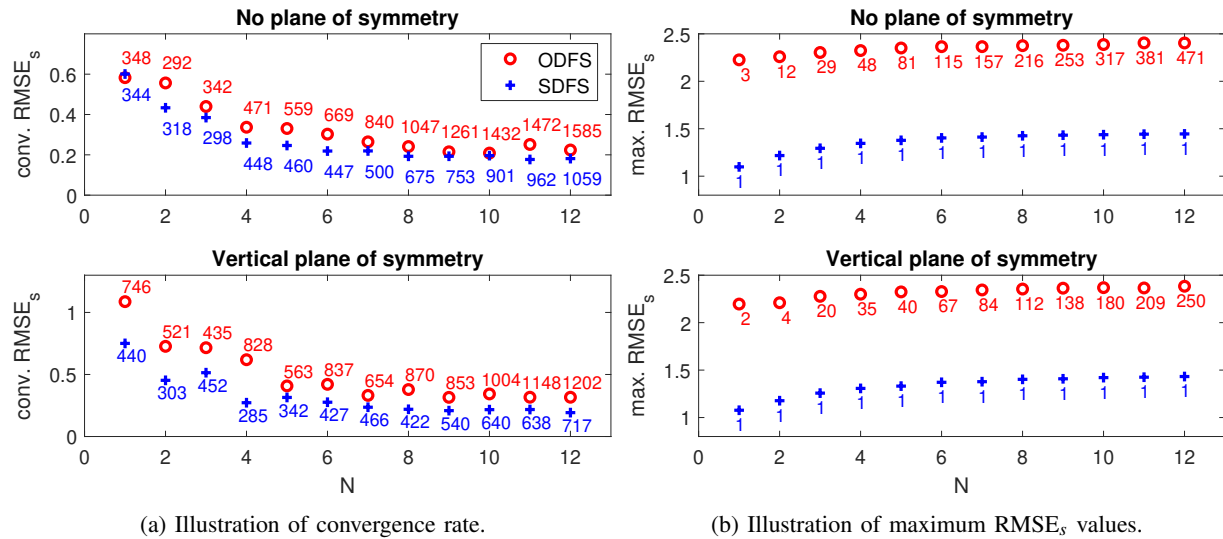 No plane of symmetry
conv. RMSE_s
0.6
0.4
0.2
0
348 292 342 471 559 669 840 1047 1261 1432 1472 1585
344 318 298 448 460 447 500 675 753 901 962 1059
ODFS
SDFS
0 2 4 6 8 10 12
Vertical plane of symmetry
conv. RMSE_s
1
0.5
0
746 521 435 828 563 837 654 870 853 1004 1148 1202
440 303 452 285 342 427 466 422 540 640 638 717
0 2 4 6 8 10 12
N
(a) Illustration of convergence rate.
No plane of symmetry
max. RMSE_s
2.5
2
1.5
1
3 12 29 48 81 115 157 216 253 317 381 471
1 1 1 1 1 1 1 1 1 1 1 1
0 2 4 6 8 10 12
Vertical plane of symmetry
max. RMSE_s
2.5
2
1.5
1
2 4 20 35 40 67 84 112 138 180 209 250
1 1 1 1 1 1 1 1 1 1 1 1
0 2 4 6 8 10 12
N
(b) Illustration of maximum RMSE_s values.